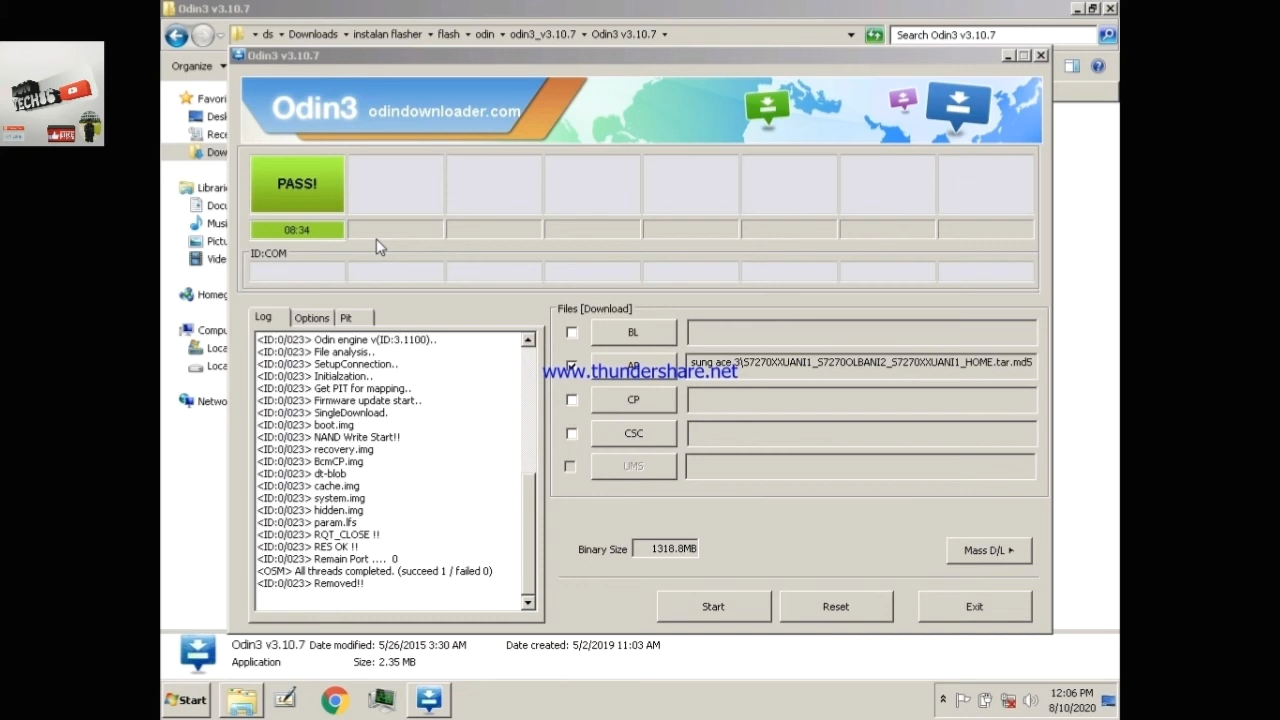 Odin3 v3.10.7
ds Downloads instalan flasher flash odin odin3_v3.10.7 Odin3 v3.10.7
Search Odin3 v3.10.7
Organize
Odin3 v3.10.7
TECHUG
LIKE
Favori
Desk
Rece
Dow
Librari
Docu
Musi
Pictu
Vide
Homeg
Compu
Loca
Loca
Netwo
Odin3 odindownloader.com
PASS!
08:34
ID:COM
Log Options Pit
<ID:0/023> Odin engine v(ID:3.1100)..
<ID:0/023> File analysis..
<ID:0/023> SetupConnection..
<ID:0/023> Initialzation..
<ID:0/023> Get PIT for mapping..
<ID:0/023> Firmware update start..
<ID:0/023> SingleDownload.
<ID:0/023> boot.img
<ID:0/023> NAND Write Start!!
<ID:0/023> recovery.img
<ID:0/023> BcmCP.img
<ID:0/023> dt-blob
<ID:0/023> cache.img
<ID:0/023> system.img
<ID:0/023> hidden.img
<ID:0/023> param.lfs
<ID:0/023> RQT_CLOSE !!
<ID:0/023> RES OK !!
<ID:0/023> Remain Port .... 0
<OSM> All threads completed. (succeed 1 / failed 0)
<ID:0/023> Removed!!
Files [Download]
BL
AP sung ace 3\S7270XXUANI1_S7270OLBANI2_S7270XXUANI1_HOME.tar.md5
www.thundershare.net
CP
CSC
UMS
Binary Size 1318.8MB
Mass D/L
Start Reset Exit
Odin3 v3.10.7 Date modified: 5/26/2015 3:30 AM Date created: 5/2/2019 11:03 AM
Application Size: 2.35 MB
Start
12:06 PM
8/10/2020